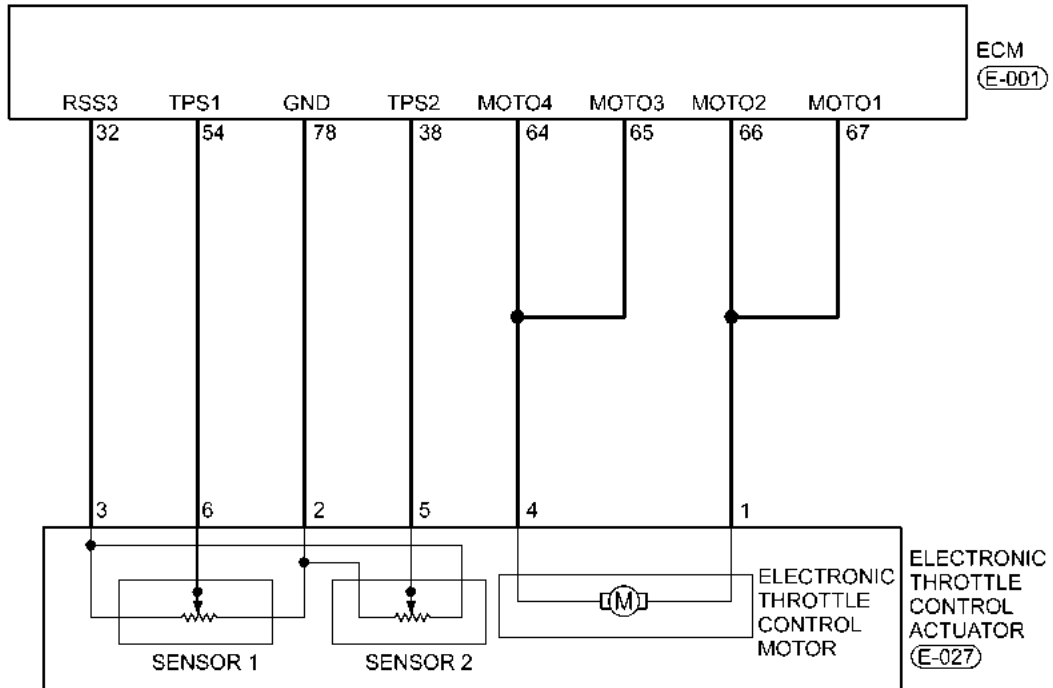 ECM
E-001
RSS3 TPS1 GND TPS2 MOTO4 MOTO3 MOTO2 MOTO1
32 54 78 38 64 65 66 67
3 6 2 5 4 1
ELECTRONIC
THROTTLE
CONTROL
MOTOR
M
SENSOR 1 SENSOR 2
ELECTRONIC
THROTTLE
CONTROL
ACTUATOR
E-027